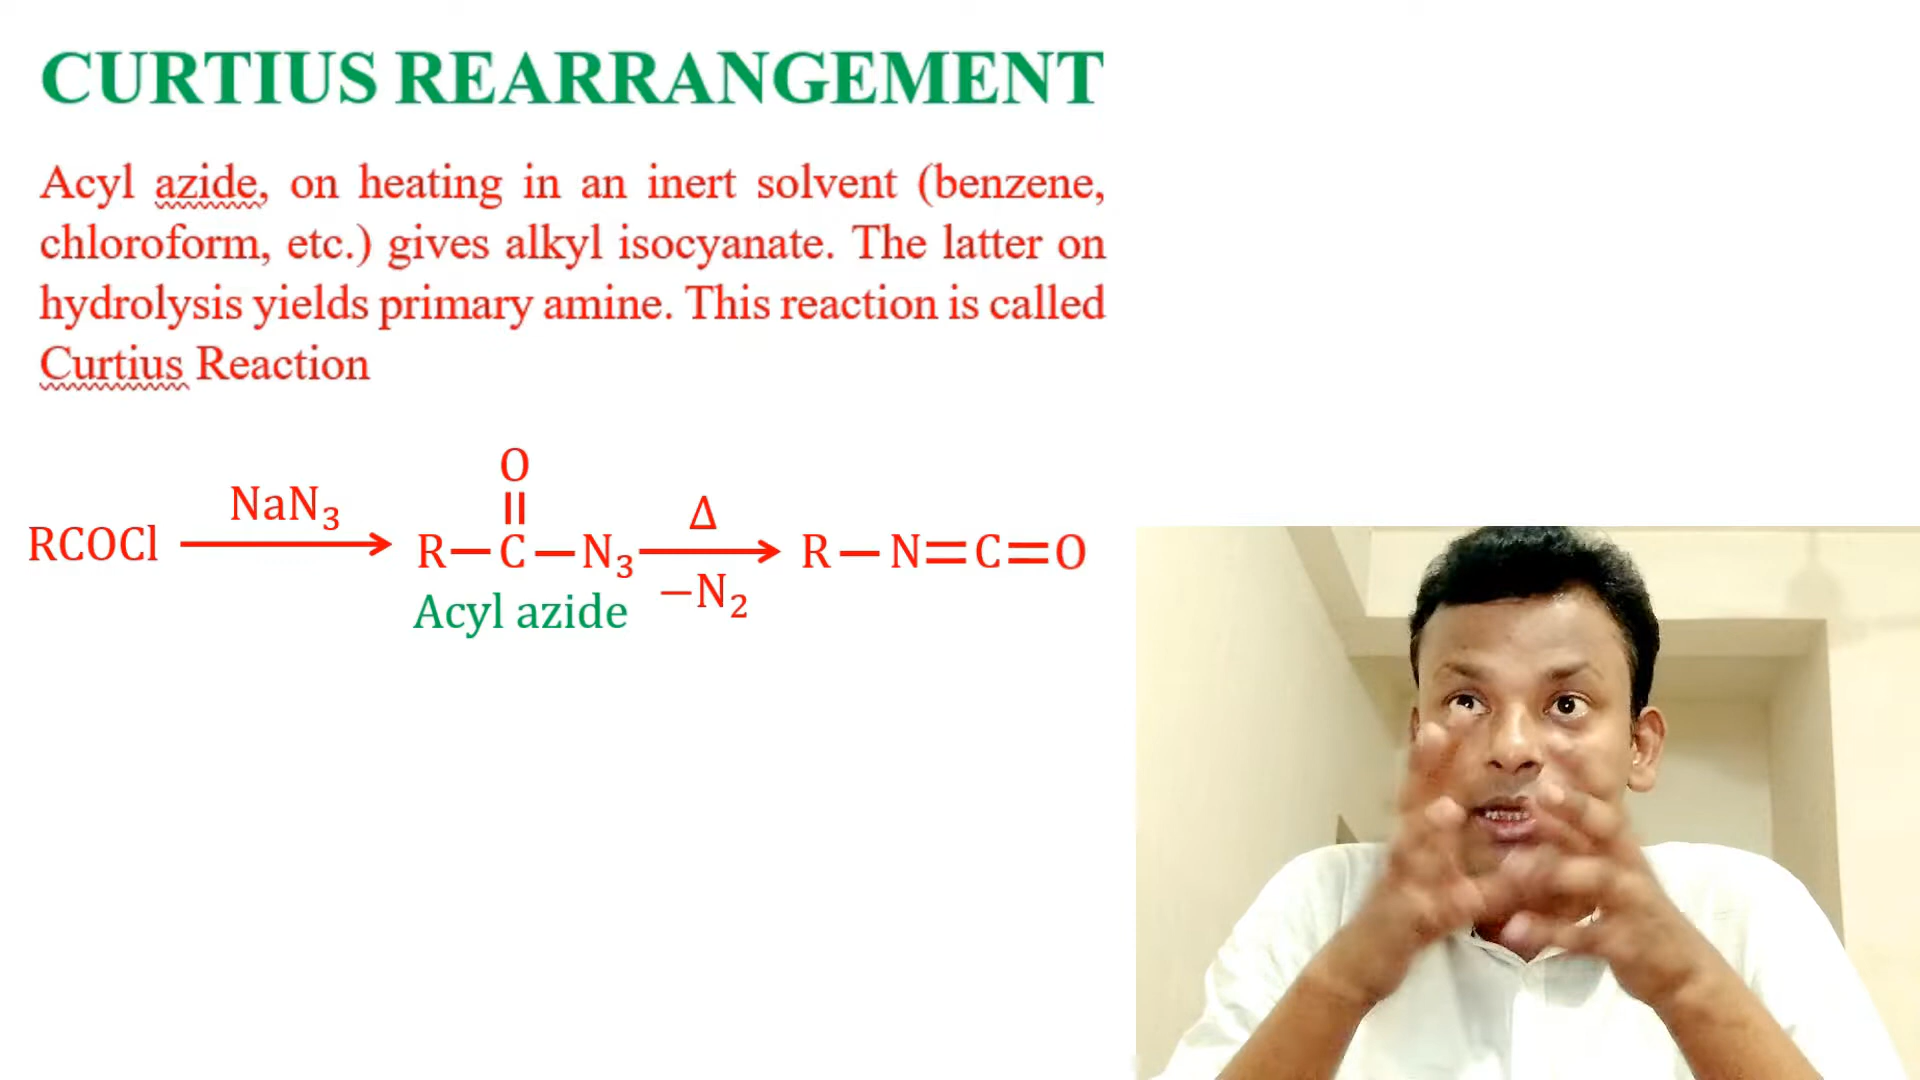 CURTIUS REARRANGEMENT
Acyl azide, on heating in an inert solvent (benzene,
chloroform, etc.) gives alkyl isocyanate. The latter on
hydrolysis yields primary amine. This reaction is called
Curtius Reaction
O
NaN₃ Δ
RCOCl R—C—N₃ R—N=C=O
−N₂
Acyl azide